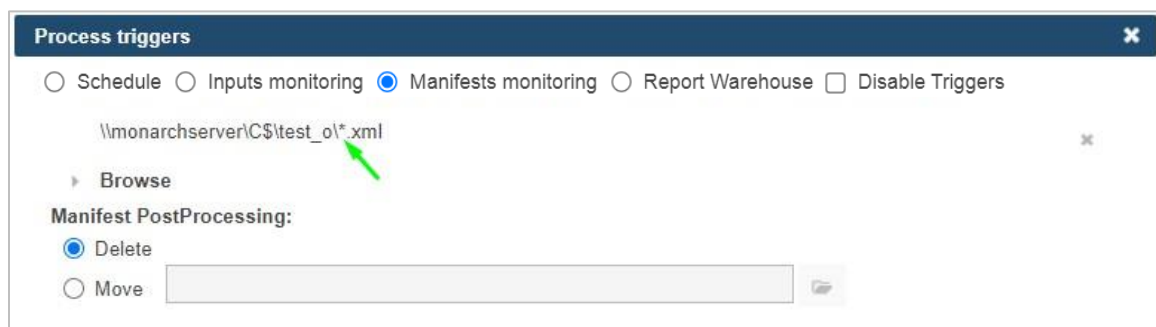 Process triggers
Schedule Inputs monitoring Manifests monitoring Report Warehouse Disable Triggers
\\monarchserver\C$\test_o\*.xml
Browse
Manifest PostProcessing:
Delete
Move